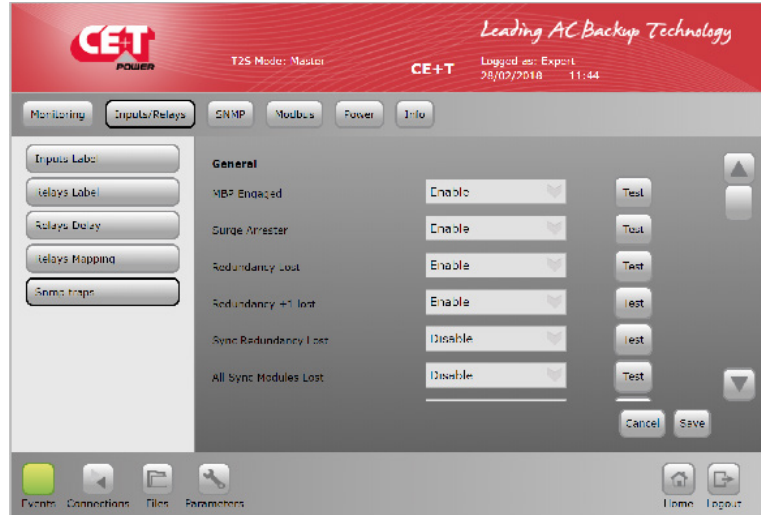 CE+T
POWER
Leading AC Backup Technology
T2S Mode: Master
CE+T
Logged as: Expert
28/02/2018 11:44
Monitoring
Inputs/Relays
SNMP
Modbus
Power
Info
Inputs Label
Relays Label
Relays Delay
Relays Mapping
Snmp traps
General
MBP Engaged
Enable
Test
Surge Arrester
Enable
Test
Redundancy Lost
Enable
Test
Redundancy +1 lost
Enable
Test
Sync Redundancy Lost
Disable
Test
All Sync Modules Lost
Disable
Test
Cancel
Save
Events
Connections
Files
Parameters
Home
Logout